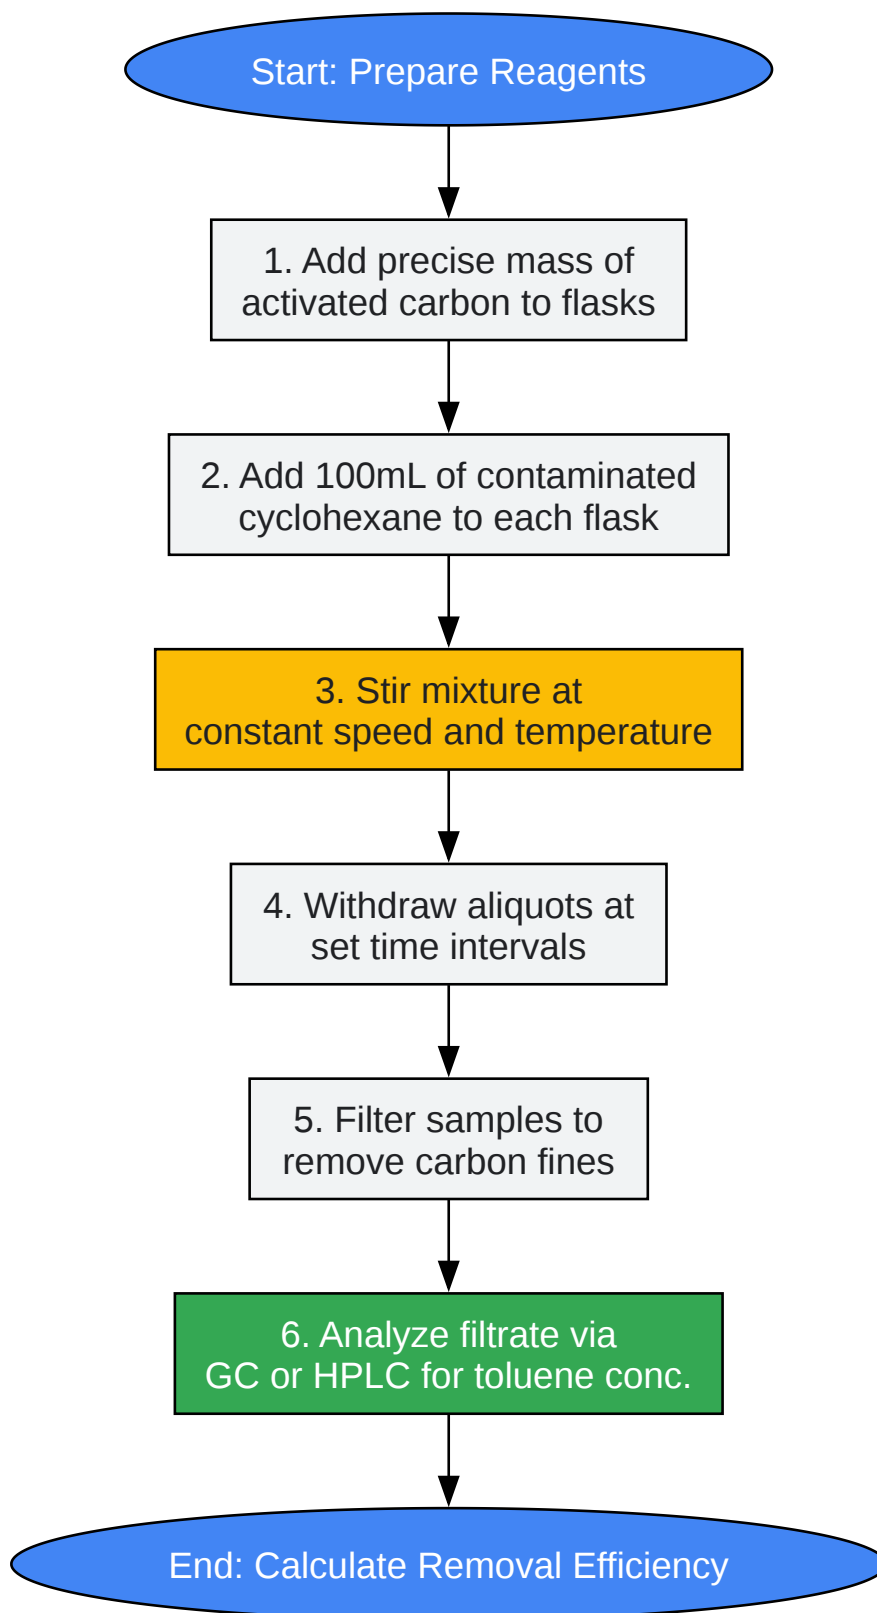 Start: Prepare Reagents
1. Add precise mass of
activated carbon to flasks
2. Add 100mL of contaminated
cyclohexane to each flask
3. Stir mixture at
constant speed and temperature
4. Withdraw aliquots at
set time intervals
5. Filter samples to
remove carbon fines
6. Analyze filtrate via
GC or HPLC for toluene conc.
End: Calculate Removal Efficiency